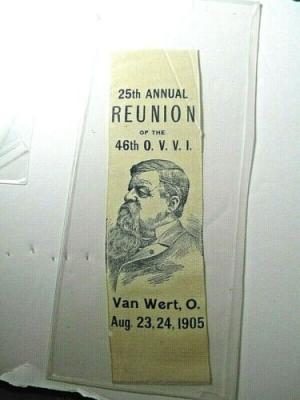 25th ANNUAL
REUNION
OF THE
46th O. V. V. I.
Van Wert, O.
Aug. 23, 24, 1905